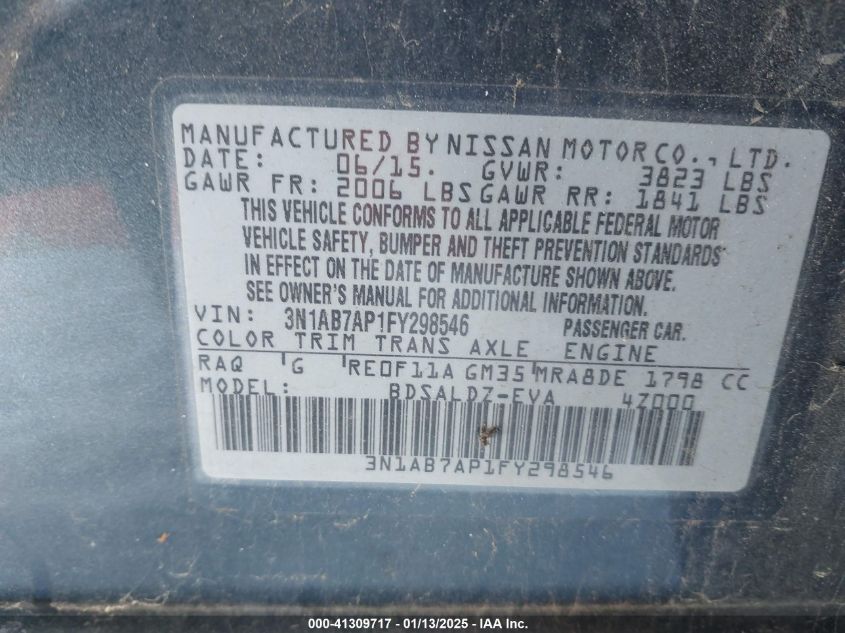 MANUFACTURED BY NISSAN MOTOR CO., LTD.
DATE: 06/15. GVWR: 3823 LBS
GAWR FR: 2006 LBS GAWR RR: 1841 LBS
THIS VEHICLE CONFORMS TO ALL APPLICABLE FEDERAL MOTOR
VEHICLE SAFETY, BUMPER AND THEFT PREVENTION STANDARDS
IN EFFECT ON THE DATE OF MANUFACTURE SHOWN ABOVE.
SEE OWNER'S MANUAL FOR ADDITIONAL INFORMATION.
VIN: 3N1AB7AP1FY298546 PASSENGER CAR.
COLOR TRIM TRANS AXLE ENGINE
RAQ G RE0F11A GM35 MRA8DE 1798 CC
MODEL: BDSALDZ-EVA 4Z000
3N1AB7AP1FY298546
000-41309717 - 01/13/2025 - IAA Inc.